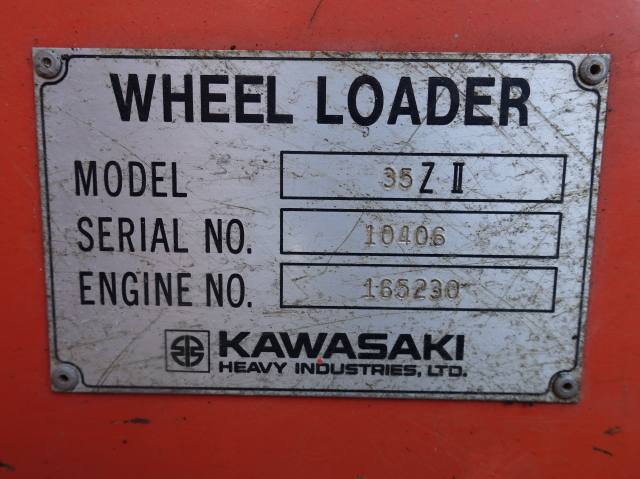 WHEEL LOADER
MODEL 35Z II
SERIAL NO. 10406
ENGINE NO. 165230
KAWASAKI
HEAVY INDUSTRIES, LTD.